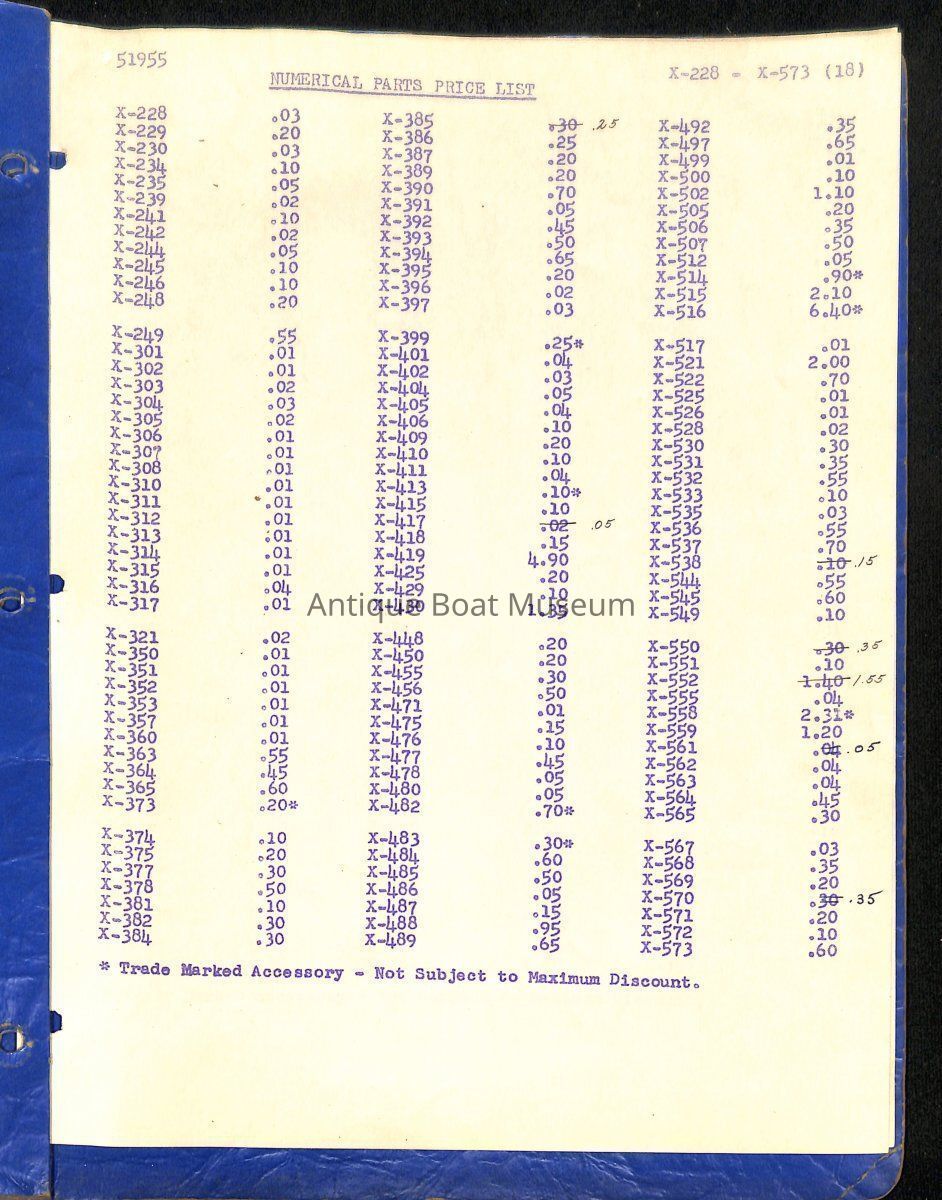 51955
X-228 - X-573 (18)
NUMERICAL PARTS PRICE LIST
X-228 .03 X-385 .30 .25 X-492 .35
X-229 .20 X-386 .25 X-497 .65
X-230 .03 X-387 .20 X-499 .01
X-234 .10 X-389 .20 X-500 .10
X-235 .05 X-390 .70 X-502 1.10
X-239 .02 X-391 .05 X-505 .20
X-241 .10 X-392 .45 X-506 .35
X-242 .02 X-393 .50 X-507 .50
X-244 .05 X-394 .65 X-512 .05
X-245 .10 X-395 .20 X-514 .90*
X-246 .10 X-396 .02 X-515 2.10
X-248 .20 X-397 .03 X-516 6.40*
X-249 .55 X-399 .25* X-517 .01
X-301 .01 X-401 .04 X-521 2.00
X-302 .01 X-402 .03 X-522 .70
X-303 .02 X-404 .05 X-525 .01
X-304 .03 X-405 .04 X-526 .01
X-305 .02 X-406 .10 X-528 .02
X-306 .01 X-409 .20 X-530 .30
X-307 .01 X-410 .10 X-531 .35
X-308 .01 X-411 .04 X-532 .55
X-310 .01 X-413 .10* X-533 .10
X-311 .01 X-415 .10 X-535 .03
X-312 .01 X-417 .02 .05 X-536 .55
X-313 .01 X-418 .15 X-537 .70
X-314 .01 X-419 4.90 X-538 .10 .15
X-315 .01 X-425 .20 X-544 .55
X-316 .04 X-429 .10 X-545 .60
X-317 .01 X-430 1.35 X-549 .10
Antique Boat Museum
X-321 .02 X-448 .20 X-550 .30 .35
X-350 .01 X-450 .20 X-551 .10
X-351 .01 X-455 .30 X-552 1.40 1.55
X-352 .01 X-456 .50 X-555 .04
X-353 .01 X-471 .01 X-558 2.31*
X-357 .01 X-475 .15 X-559 1.20
X-360 .01 X-476 .10 X-561 .04 .05
X-363 .55 X-477 .45 X-562 .04
X-364 .45 X-478 .05 X-563 .04
X-365 .60 X-480 .05 X-564 .45
X-373 .20* X-482 .70* X-565 .30
X-374 .10 X-483 .30* X-567 .03
X-375 .20 X-484 .60 X-568 .35
X-377 .30 X-485 .50 X-569 .20
X-378 .50 X-486 .05 X-570 .30 .35
X-381 .10 X-487 .15 X-571 .20
X-382 .30 X-488 .95 X-572 .10
X-384 .30 X-489 .65 X-573 .60
* Trade Marked Accessory - Not Subject to Maximum Discount.